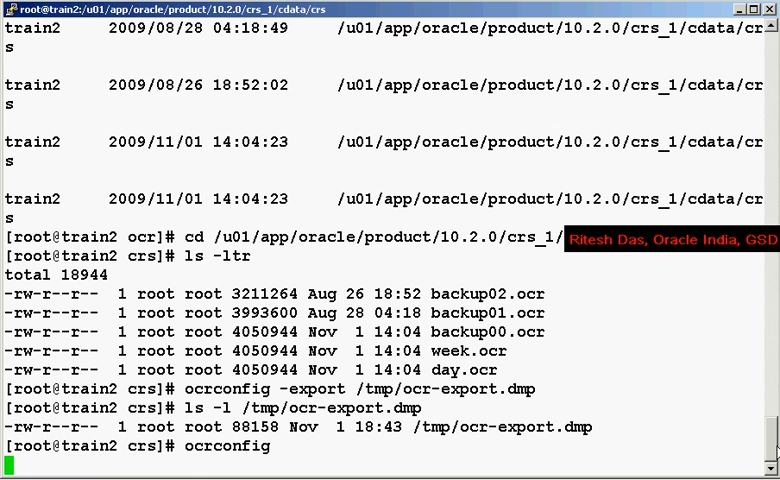 root@train2:/u01/app/oracle/product/10.2.0/crs_1/cdata/crs
train2 2009/08/28 04:18:49 /u01/app/oracle/product/10.2.0/crs_1/cdata/cr
s
train2 2009/08/26 18:52:02 /u01/app/oracle/product/10.2.0/crs_1/cdata/cr
s
train2 2009/11/01 14:04:23 /u01/app/oracle/product/10.2.0/crs_1/cdata/cr
s
train2 2009/11/01 14:04:23 /u01/app/oracle/product/10.2.0/crs_1/cdata/cr
s
[root@train2 ocr]# cd /u01/app/oracle/product/10.2.0/crs_1/
Ritesh Das, Oracle India, GSD
[root@train2 crs]# ls -ltr
total 18944
-rw-r--r-- 1 root root 3211264 Aug 26 18:52 backup02.ocr
-rw-r--r-- 1 root root 3993600 Aug 28 04:18 backup01.ocr
-rw-r--r-- 1 root root 4050944 Nov 1 14:04 backup00.ocr
-rw-r--r-- 1 root root 4050944 Nov 1 14:04 week.ocr
-rw-r--r-- 1 root root 4050944 Nov 1 14:04 day.ocr
[root@train2 crs]# ocrconfig -export /tmp/ocr-export.dmp
[root@train2 crs]# ls -l /tmp/ocr-export.dmp
-rw-r--r-- 1 root root 88158 Nov 1 18:43 /tmp/ocr-export.dmp
[root@train2 crs]# ocrconfig